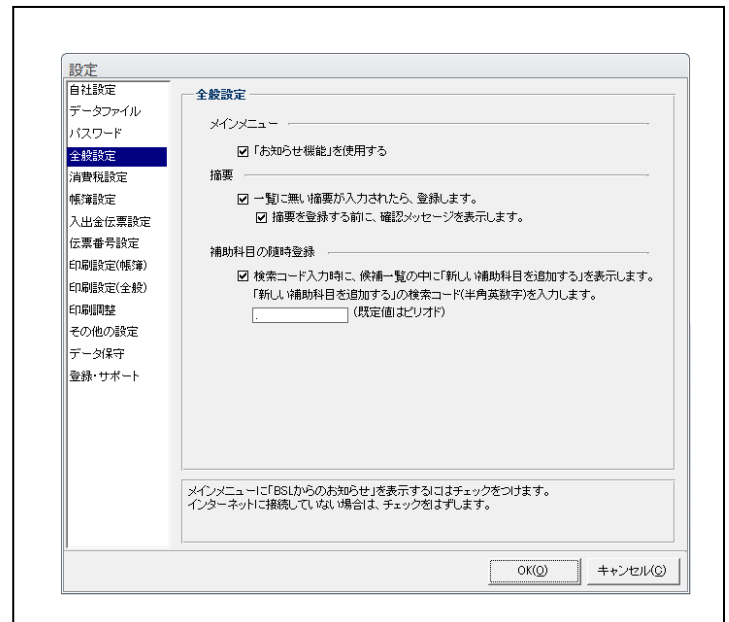 設定
自社設定
データファイル
パスワード
全般設定
消費税設定
帳簿設定
入出金伝票設定
伝票番号設定
印刷設定(帳簿)
印刷設定(全般)
印刷調整
その他の設定
データ保守
登録・サポート
全般設定
メインメニュー
「お知らせ機能」を使用する
摘要
一覧に無い摘要が入力されたら、登録します。
摘要を登録する前に、確認メッセージを表示します。
補助科目の随時登録
検索コード入力時に、候補一覧の中に「新しい補助科目を追加する」を表示します。
「新しい補助科目を追加する」の検索コード(半角英数字)を入力します。
. (既定値はピリオド)
メインメニューに「BSLからのお知らせ」を表示するにはチェックをつけます。
インターネットに接続していない場合は、チェックをはずします。
OK(O) キャンセル(C)